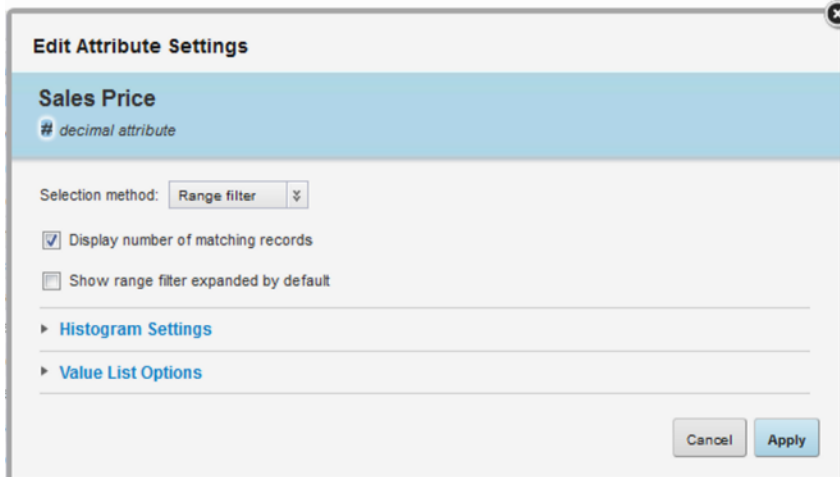 Edit Attribute Settings
Sales Price
# decimal attribute
Selection method: Range filter
Display number of matching records
Show range filter expanded by default
Histogram Settings
Value List Options
Cancel Apply